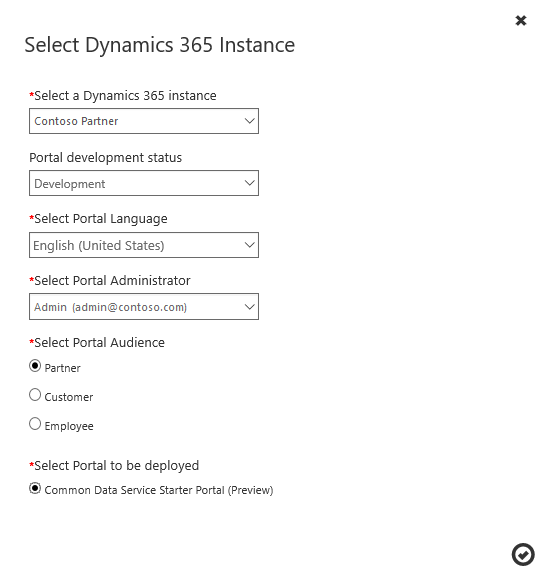 Select Dynamics 365 Instance
*Select a Dynamics 365 instance
Contoso Partner
Portal development status
Development
*Select Portal Language
English (United States)
*Select Portal Administrator
Admin (admin@contoso.com)
*Select Portal Audience
Partner
Customer
Employee
*Select Portal to be deployed
Common Data Service Starter Portal (Preview)